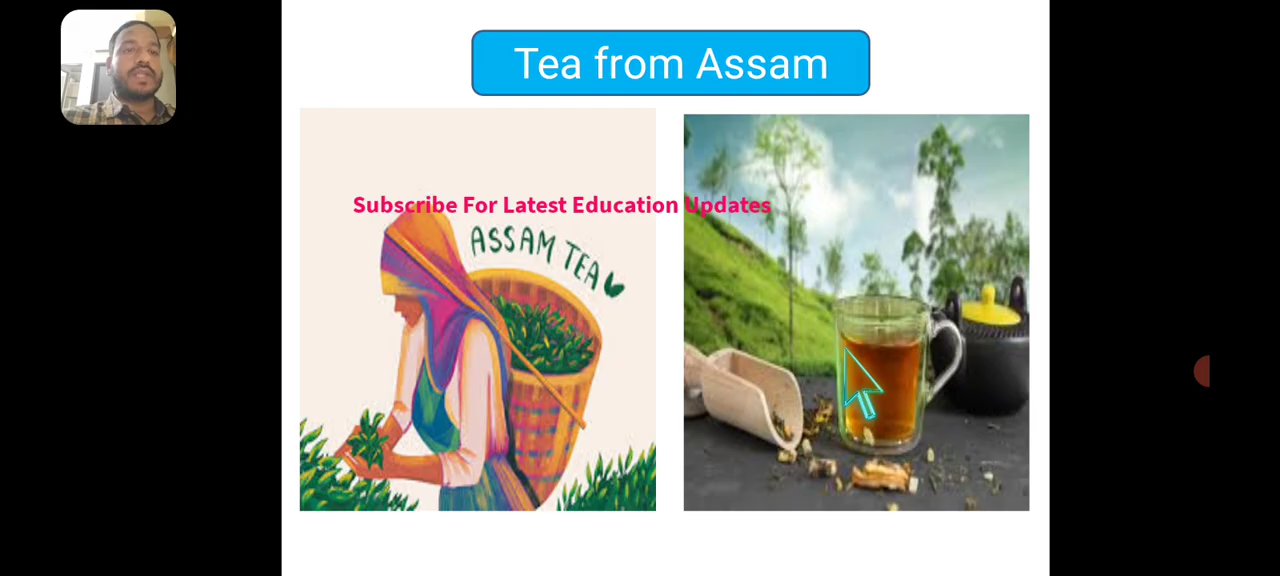 Tea from Assam
Subscribe For Latest Education Updates
ASSAM TEA